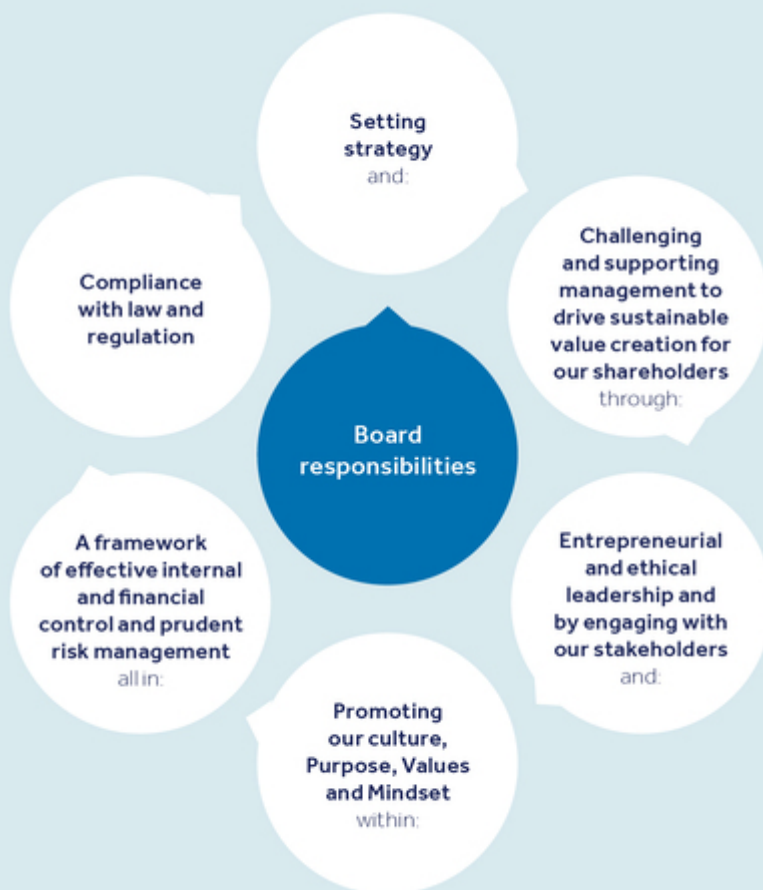 Setting
strategy
and:
Challenging
and supporting
management to
drive sustainable
value creation for
our shareholders
through:
Entrepreneurial
and ethical
leadership and
by engaging with
our stakeholders
and:
Promoting
our culture,
Purpose, Values
and Mindset
within:
A framework
of effective internal
and financial
control and prudent
risk management
all in:
Compliance
with law and
regulation
Board
responsibilities